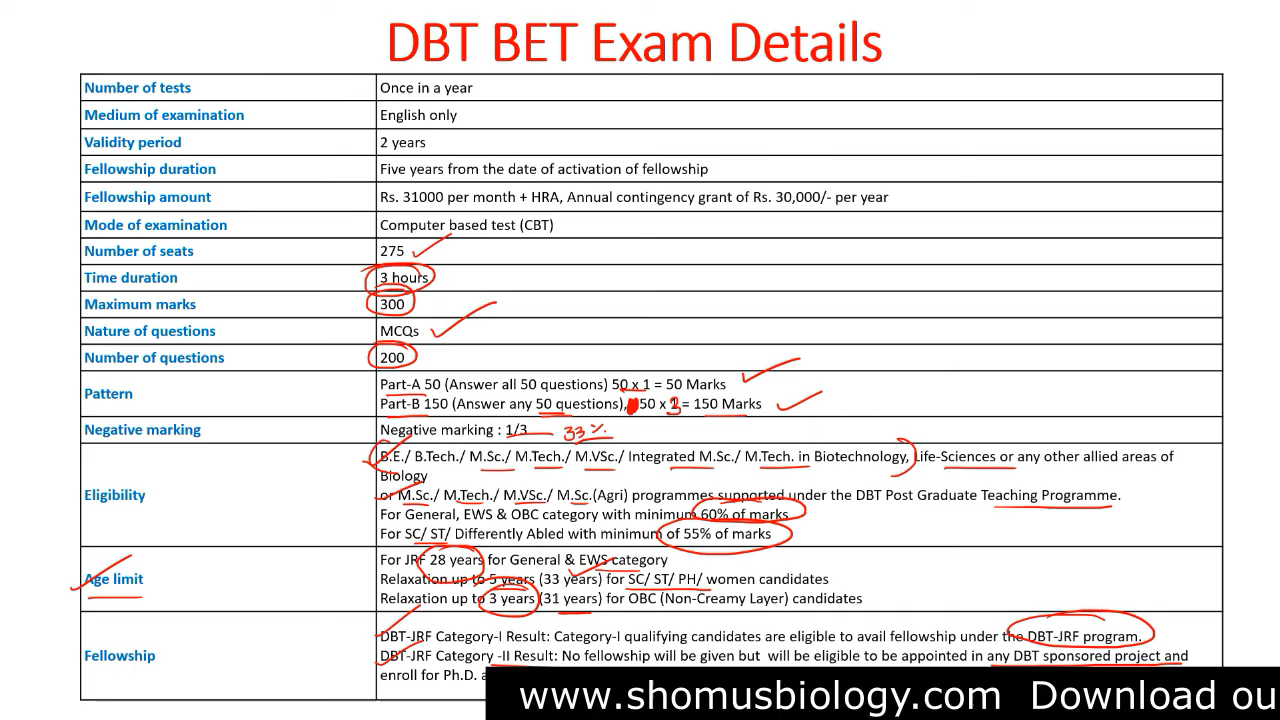 DBT BET Exam Details
Number of tests Once in a year
Medium of examination English only
Validity period 2 years
Fellowship duration Five years from the date of activation of fellowship
Fellowship amount Rs. 31000 per month + HRA, Annual contingency grant of Rs. 30,000/- per year
Mode of examination Computer based test (CBT)
Number of seats 275
Time duration 3 hours
Maximum marks 300
Nature of questions MCQs
Number of questions 200
Pattern
Part-A 50 (Answer all 50 questions) 50 x 1 = 50 Marks
Part-B 150 (Answer any 50 questions), 50 x 3 = 150 Marks
Negative marking Negative marking : 1/3 33%
Eligibility
B.E./ B.Tech./ M.Sc./ M.Tech./ M.VSc./ Integrated M.Sc./ M.Tech. in Biotechnology, Life-Sciences or any other allied areas of
Biology
or M.Sc./ M.Tech./ M.VSc./ M.Sc.(Agri) programmes supported under the DBT Post Graduate Teaching Programme.
For General, EWS & OBC category with minimum 60% of marks
For SC/ ST/ Differently Abled with minimum of 55% of marks
Age limit
For JRF 28 years for General & EWS category
Relaxation up to 5 years (33 years) for SC/ ST/ PH/ women candidates
Relaxation up to 3 years (31 years) for OBC (Non-Creamy Layer) candidates
Fellowship
DBT-JRF Category-I Result: Category-I qualifying candidates are eligible to avail fellowship under the DBT-JRF program.
DBT-JRF Category -II Result: No fellowship will be given but will be eligible to be appointed in any DBT sponsored project and
enroll for Ph.D.
www.shomusbiology.com Download ou